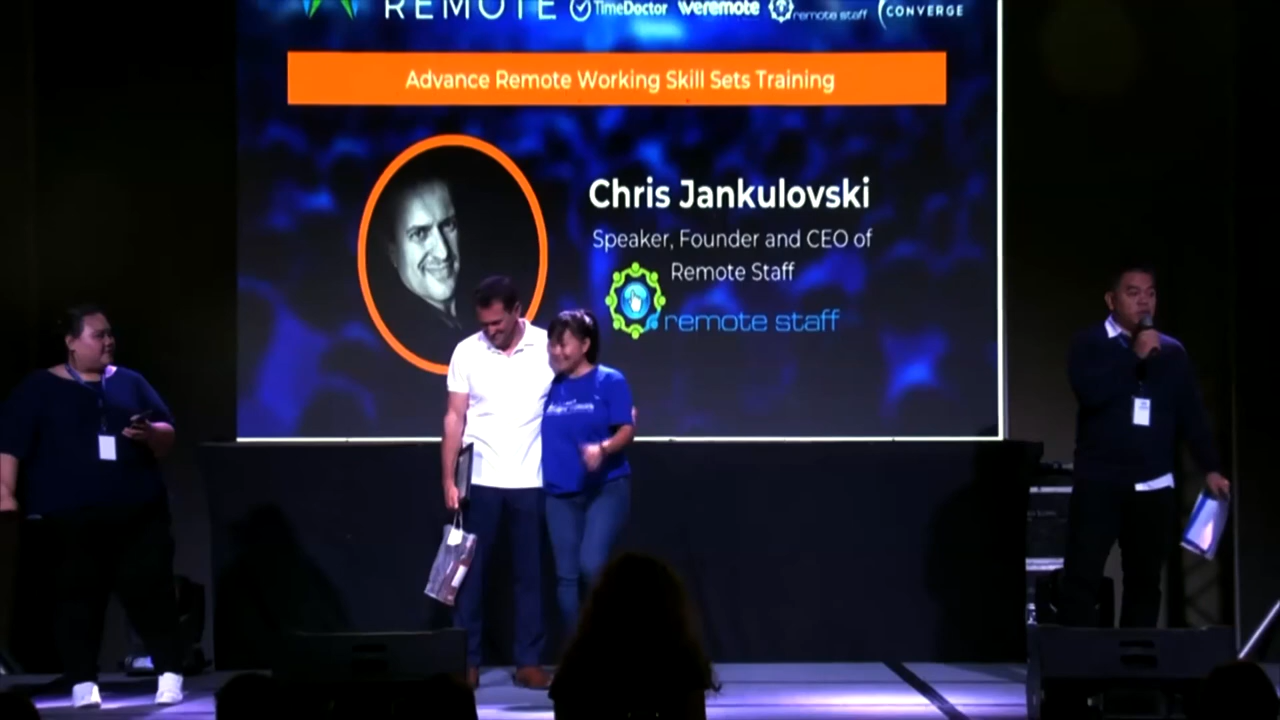 REMOTE TimeDoctor weremote remote staff CONVERGE
Advance Remote Working Skill Sets Training
Chris Jankulovski
Speaker, Founder and CEO of
Remote Staff
remote staff